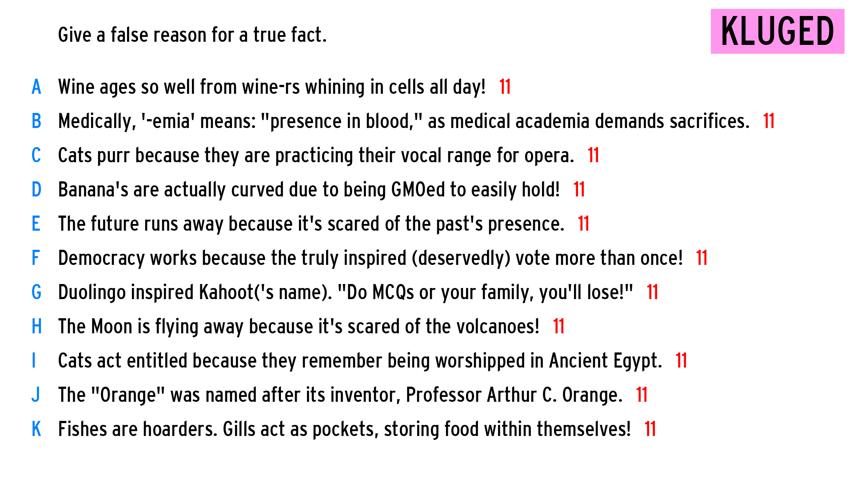 Give a false reason for a true fact.
KLUGED
A Wine ages so well from wine-rs whining in cells all day! 11
B Medically, '-emia' means: "presence in blood," as medical academia demands sacrifices. 11
C Cats purr because they are practicing their vocal range for opera. 11
D Banana's are actually curved due to being GMOed to easily hold! 11
E The future runs away because it's scared of the past's presence. 11
F Democracy works because the truly inspired (deservedly) vote more than once! 11
G Duolingo inspired Kahoot('s name). "Do MCQs or your family, you'll lose!" 11
H The Moon is flying away because it's scared of the volcanoes! 11
I Cats act entitled because they remember being worshipped in Ancient Egypt. 11
J The "Orange" was named after its inventor, Professor Arthur C. Orange. 11
K Fishes are hoarders. Gills act as pockets, storing food within themselves! 11